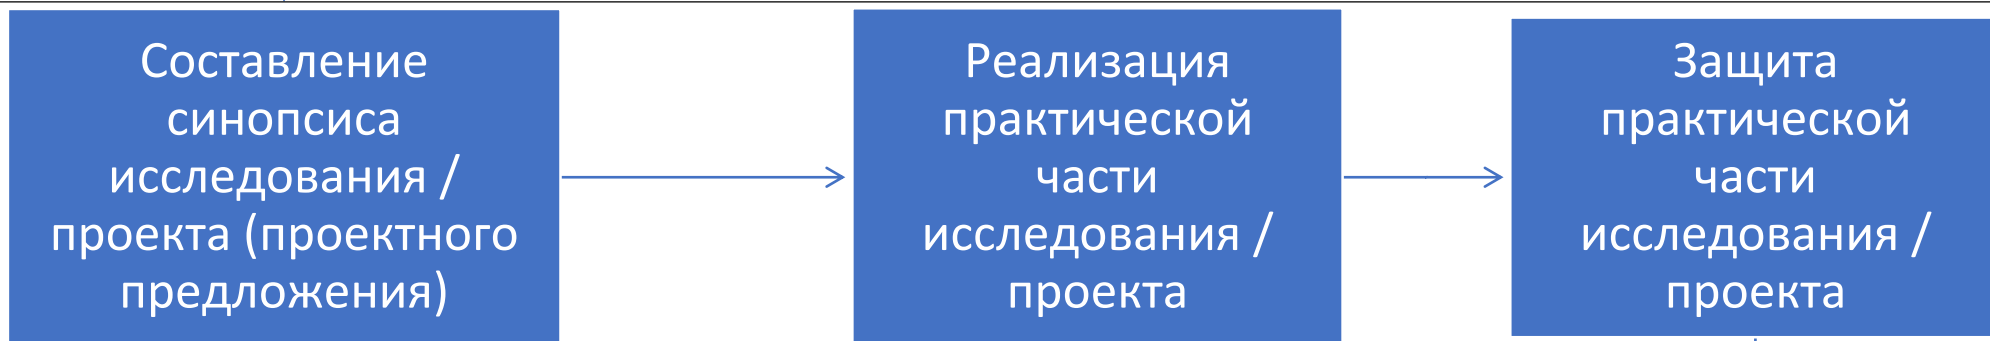 Составление
синопсиса
исследования /
проекта (проектного
предложения)
Реализация
практической
части
исследования /
проекта
Защита
практической
части
исследования /
проекта